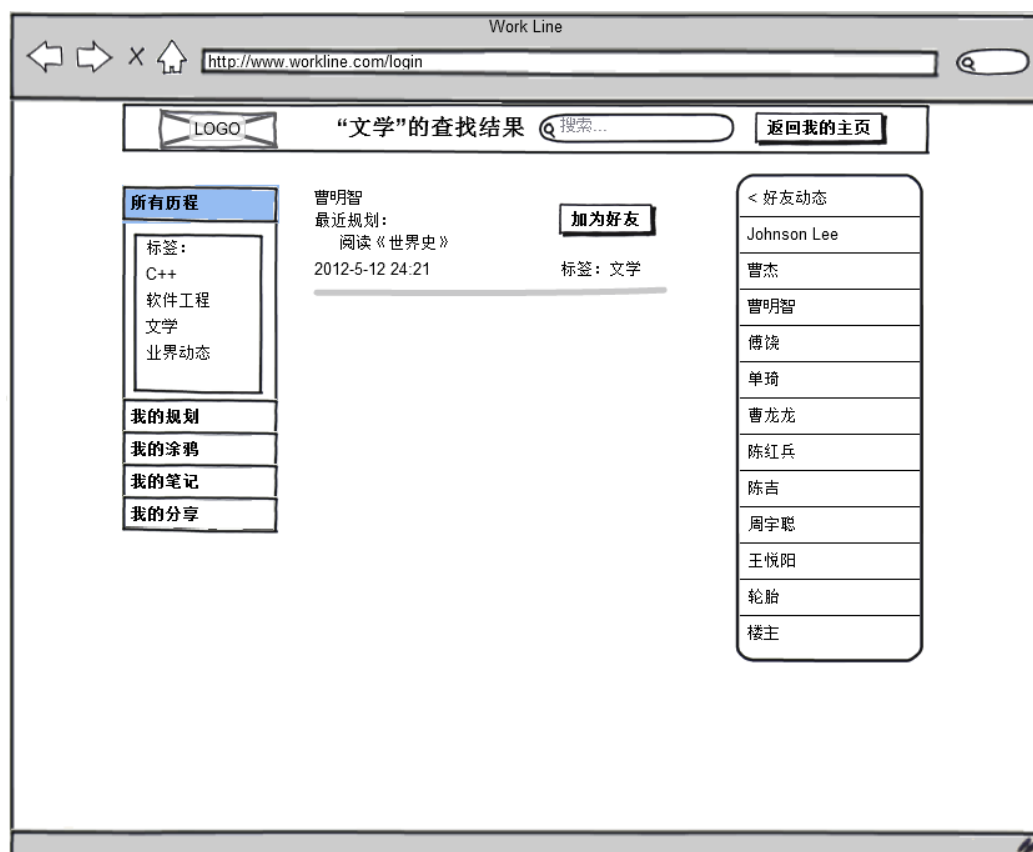 Work Line
http://www.workline.com/login
LOGO
“文学”的查找结果
搜索...
返回我的主页
所有历程
标签：
C++
软件工程
文学
业界动态
我的规划
我的涂鸦
我的笔记
我的分享
曹明智
最近规划：
阅读《世界史》
加为好友
2012-5-12 24:21
标签：文学
< 好友动态
Johnson Lee
曹杰
曹明智
傅饶
单琦
曹龙龙
陈红兵
陈吉
周宇聪
王悦阳
轮胎
楼主